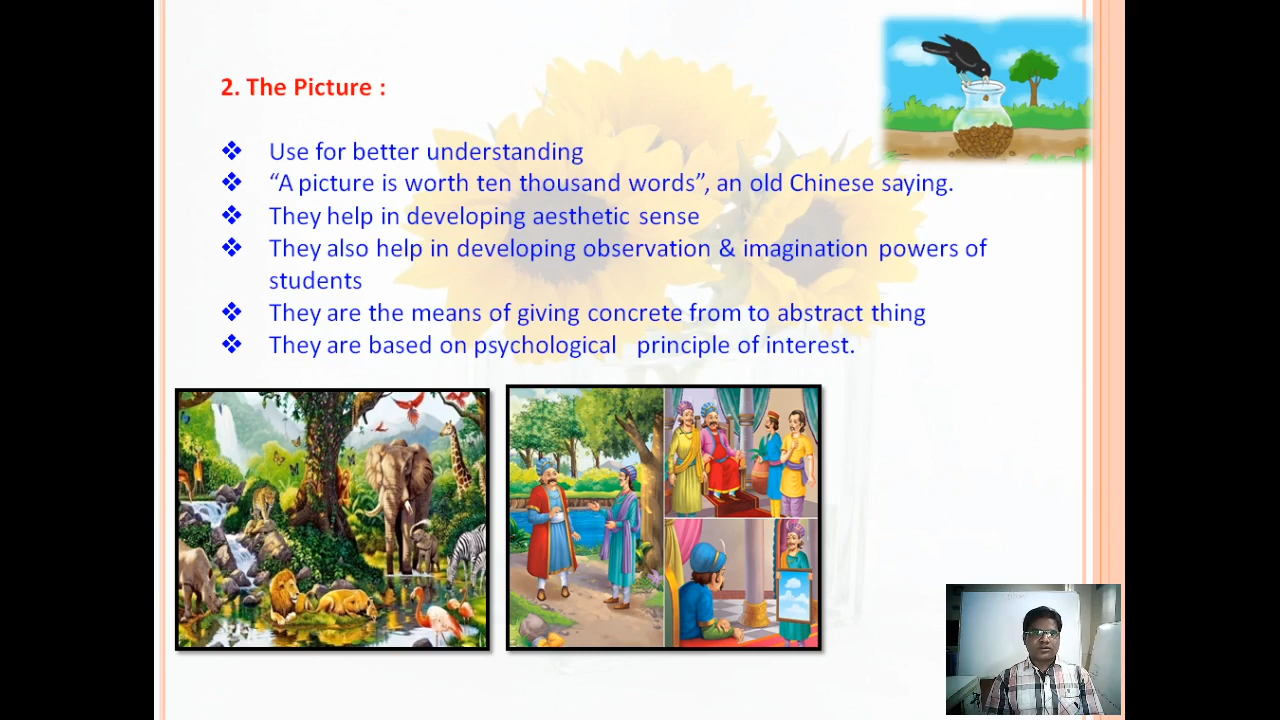 2. The Picture :
❖ Use for better understanding
❖ “A picture is worth ten thousand words”, an old Chinese saying.
❖ They help in developing aesthetic sense
❖ They also help in developing observation & imagination powers of
students
❖ They are the means of giving concrete from to abstract thing
❖ They are based on psychological principle of interest.